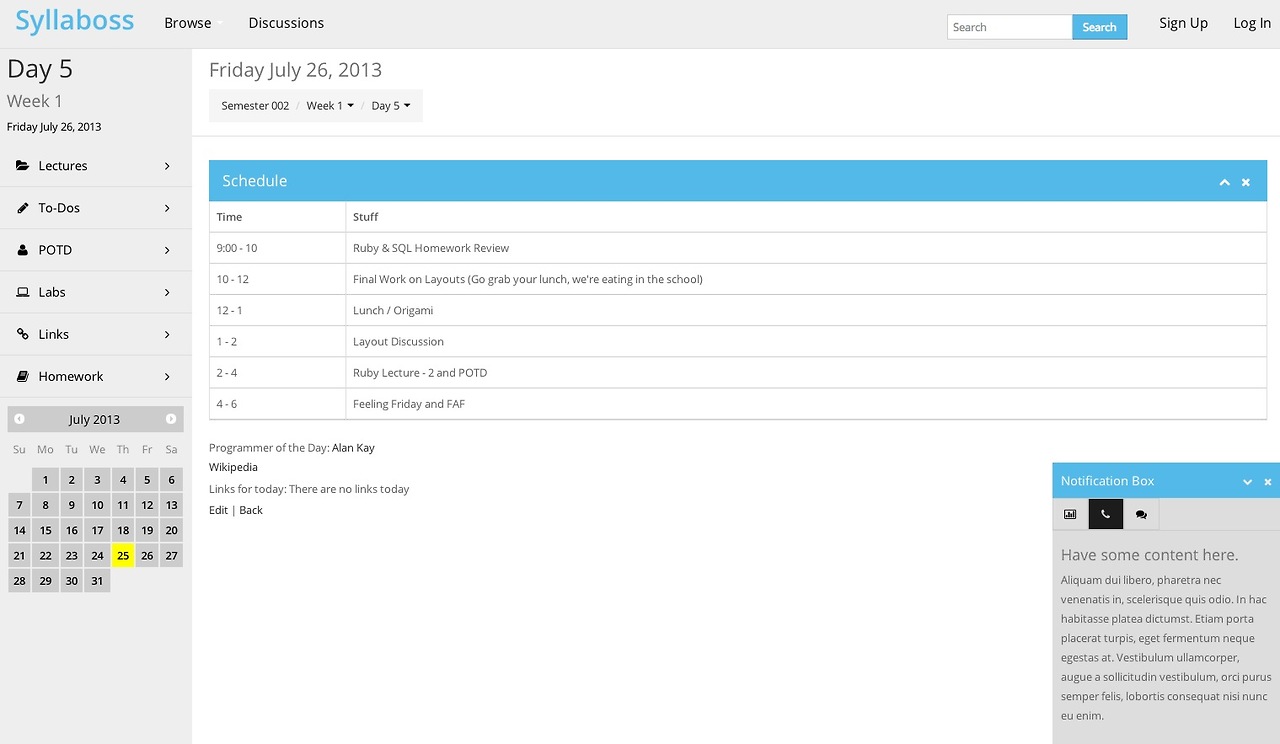 Syllaboss
Browse
Discussions
Search
Search
Sign Up
Log In
Day 5
Week 1
Friday July 26, 2013
Lectures
To-Dos
POTD
Labs
Links
Homework
July 2013
Su Mo Tu We Th Fr Sa
1 2 3 4 5 6
7 8 9 10 11 12 13
14 15 16 17 18 19 20
21 22 23 24 25 26 27
28 29 30 31
Friday July 26, 2013
Semester 002 / Week 1 / Day 5
Schedule
Time Stuff
9:00 - 10 Ruby & SQL Homework Review
10 - 12 Final Work on Layouts (Go grab your lunch, we're eating in the school)
12 - 1 Lunch / Origami
1 - 2 Layout Discussion
2 - 4 Ruby Lecture - 2 and POTD
4 - 6 Feeling Friday and FAF
Programmer of the Day: Alan Kay
Wikipedia
Links for today: There are no links today
Edit | Back
Notification Box
Have some content here.
Aliquam dui libero, pharetra nec
venenatis in, scelerisque quis odio. In hac
habitasse platea dictumst. Etiam porta
placerat turpis, eget fermentum neque
egestas at. Vestibulum ullamcorper,
augue a sollicitudin vestibulum, orci purus
semper felis, lobortis consequat nisi nunc
eu enim.